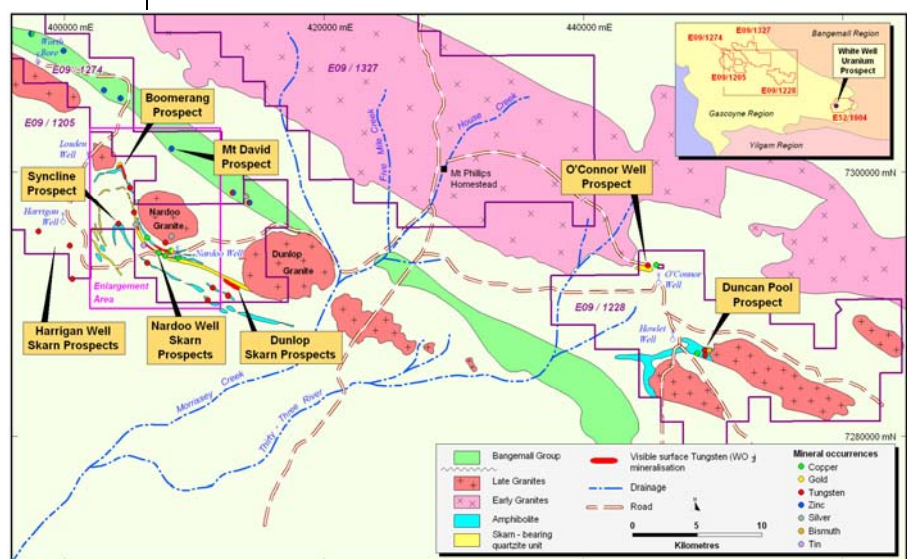 400000 mE
420000 mE
440000 mE
Worth
Bore
E09 / 1274
E09 / 1327
E09 / 1205
Louden
Well
Boomerang
Prospect
Mt David
Prospect
Syncline
Prospect
Harrigan
Well
Nardoo
Granite
Nardoo Well
Dunlop
Granite
Enlargement
Area
Harrigan Well
Skarn Prospects
Nardoo Well
Skarn
Prospects
Dunlop
Skarn Prospects
Morrissey Creek
Thirty - Three River
Five Mile Creek
House Creek
Mt Phillips
Homestead
O'Connor Well
Prospect
O'Connor
Well
E09 / 1228
Howlet
Well
Duncan Pool
Prospect
7300000 mN
7280000 mN
E09/1274
E09/1327
Bangemall Region
White Well
Uranium
Prospect
E09/1205
E09/1228
Gascoyne Region
E52/1804
Yilgarn Region
Bangemall Group
Late Granites
Early Granites
Amphibolite
Skarn - bearing
quartzite unit
Visible surface Tungsten (WO 3)
mineralisation
Drainage
Road
N
0 5 10
Kilometres
Mineral occurrences
Copper
Gold
Tungsten
Zinc
Silver
Bismuth
Tin